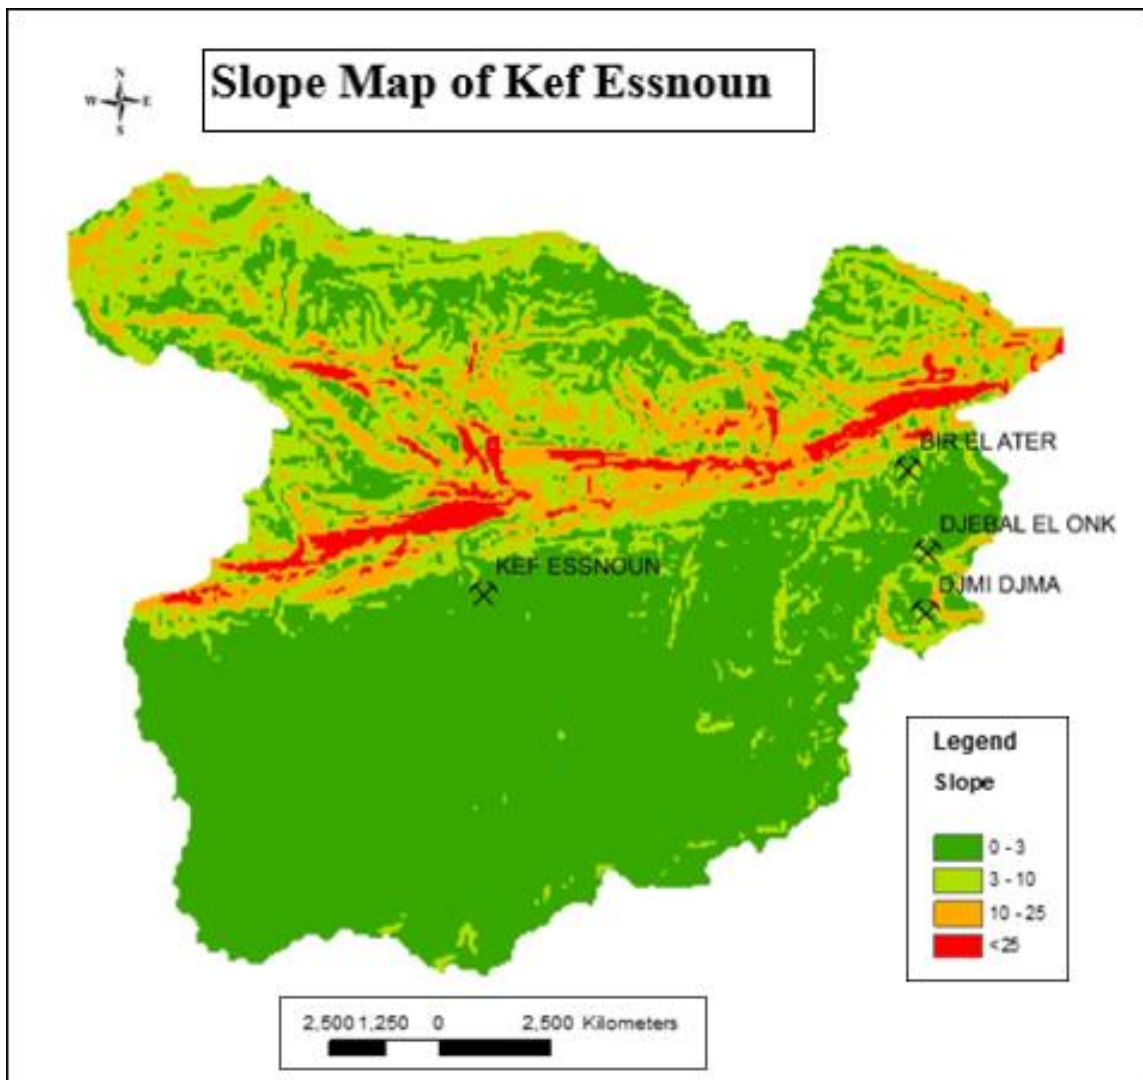 Slope Map of Kef Essnoun
N
W E
S
BIR EL ATER
DJEBAL EL ONK
KEF ESSNOUN
DJMI DJMA
Legend
Slope
0 - 3
3 - 10
10 - 25
<25
2,500 1,250 0 2,500 Kilometers